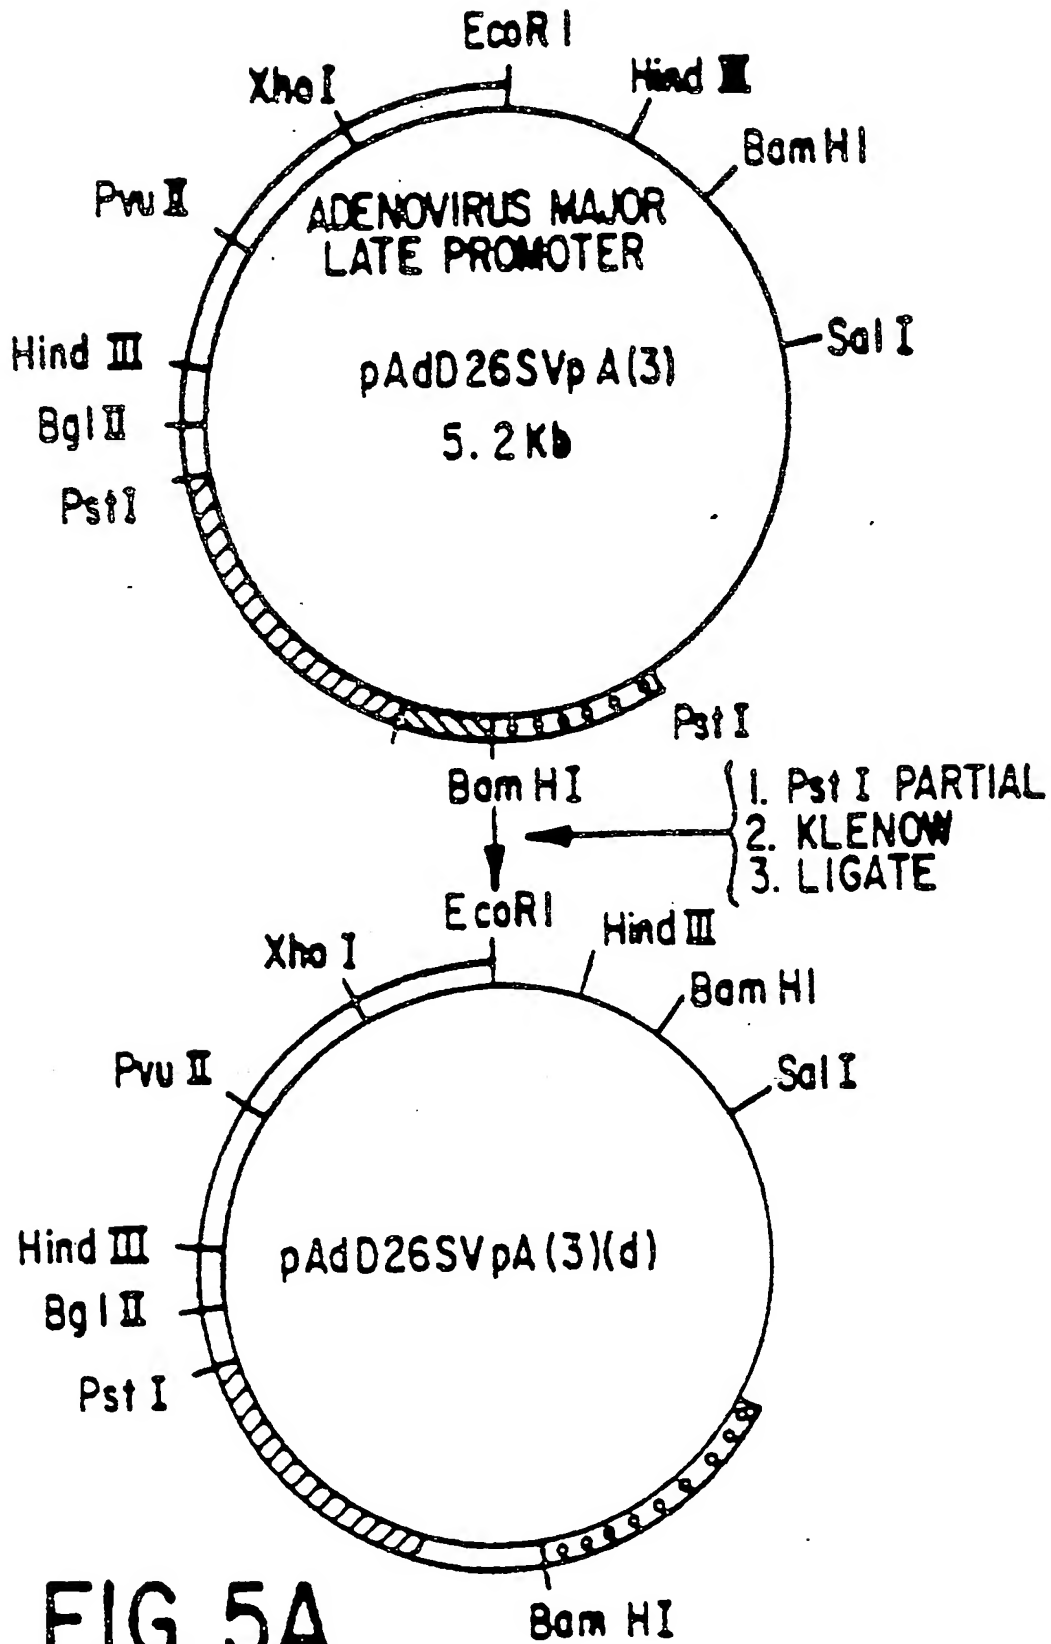 EcoR I
Xho I
Hind III
Bam HI
Pvu II
ADENOVIRUS MAJOR
LATE PROMOTER
Hind III
Sal I
pAdD26SVpA(3)
Bgl II
5.2Kb
Pst I
Pst I
Bam HI
1. Pst I PARTIAL
2. KLENOW
3. LIGATE
EcoRI
Hind III
Xho I
Bam HI
Pvu II
Sal I
Hind III
pAdD26SVpA(3)(d)
Bgl II
Pst I
Bam HI
FIG. 5A